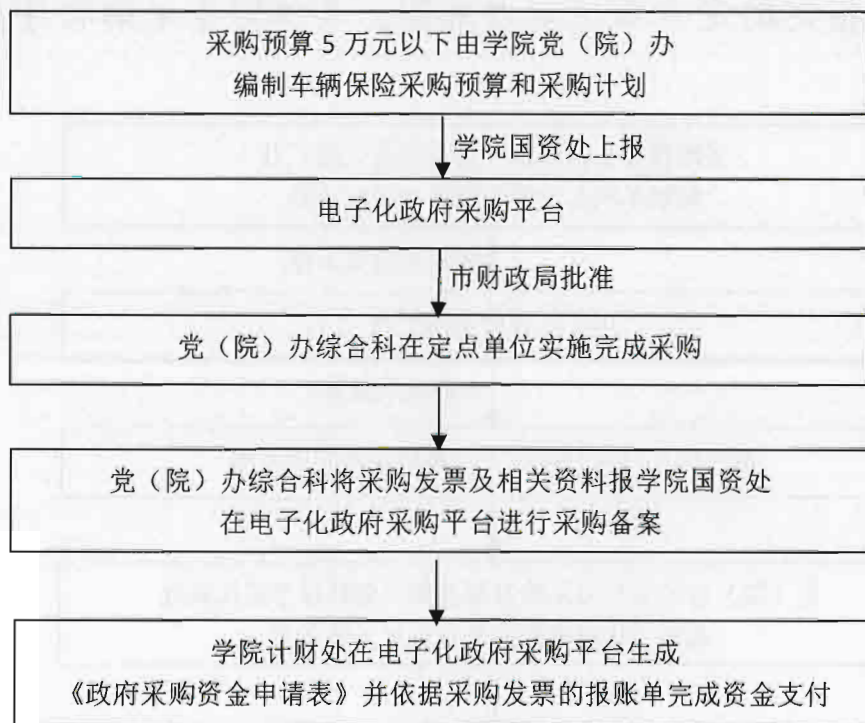 采购预算5万元以下由学院党（院）办
编制车辆保险采购预算和采购计划
学院国资处上报
电子化政府采购平台
市财政局批准
党（院）办综合科在定点单位实施完成采购
党（院）办综合科将采购发票及相关资料报学院国资处
在电子化政府采购平台进行采购备案
学院计财处在电子化政府采购平台生成
《政府采购资金申请表》并依据采购发票的报账单完成资金支付